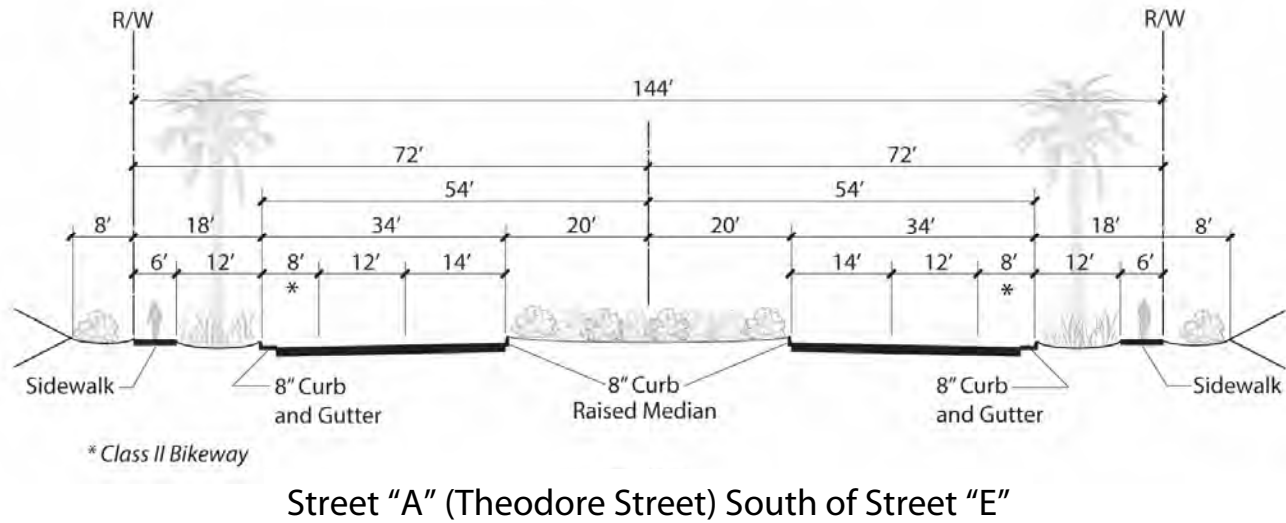 R/W R/W
144′
72′ 72′
54′ 54′
8′ 18′ 34′ 20′ 20′ 34′ 18′ 8′
6′ 12′ 8′ 12′ 14′ 14′ 12′ 8′ 12′ 6′
* *
Sidewalk 8″ Curb 8″ Curb 8″ Curb Sidewalk
and Gutter Raised Median and Gutter
* Class II Bikeway
Street “A” (Theodore Street) South of Street “E”